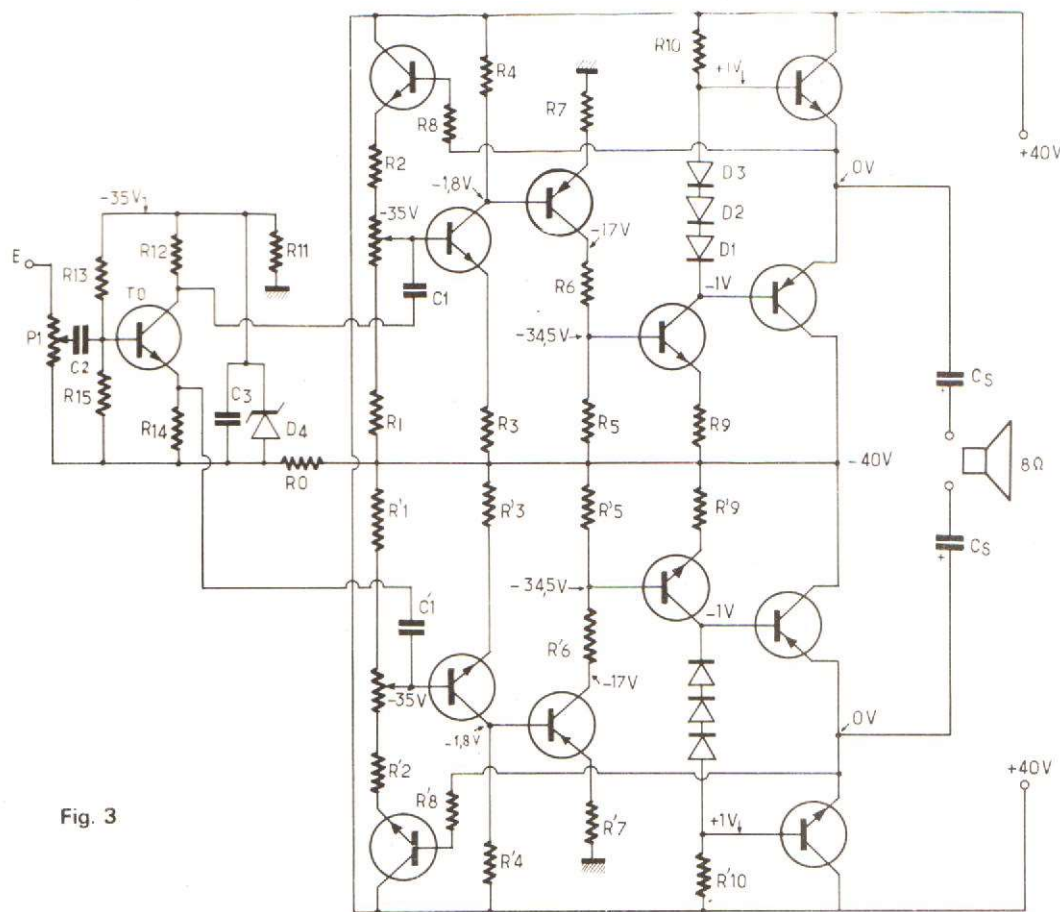 R10
R4
+1V
R7
R8
+40V
R2
D3
0V
-1,8V
-35V
-35V
D2
-17V
E
R12
R11
D1
R13
-1V
R6
T0
C1
-34,5V
P1
C2
C3
CS
+
R15
R1
R3
R5
R9
R14
D4
-40V
8Ω
R0
R'1
R'3
R'5
R'9
CS
+
-34,5V
-1V
C'1
R'6
-35V
-17V
-1,8V
0V
R'2
+40V
R'8
Fig. 3
R'7
+1V
R'4
R'10